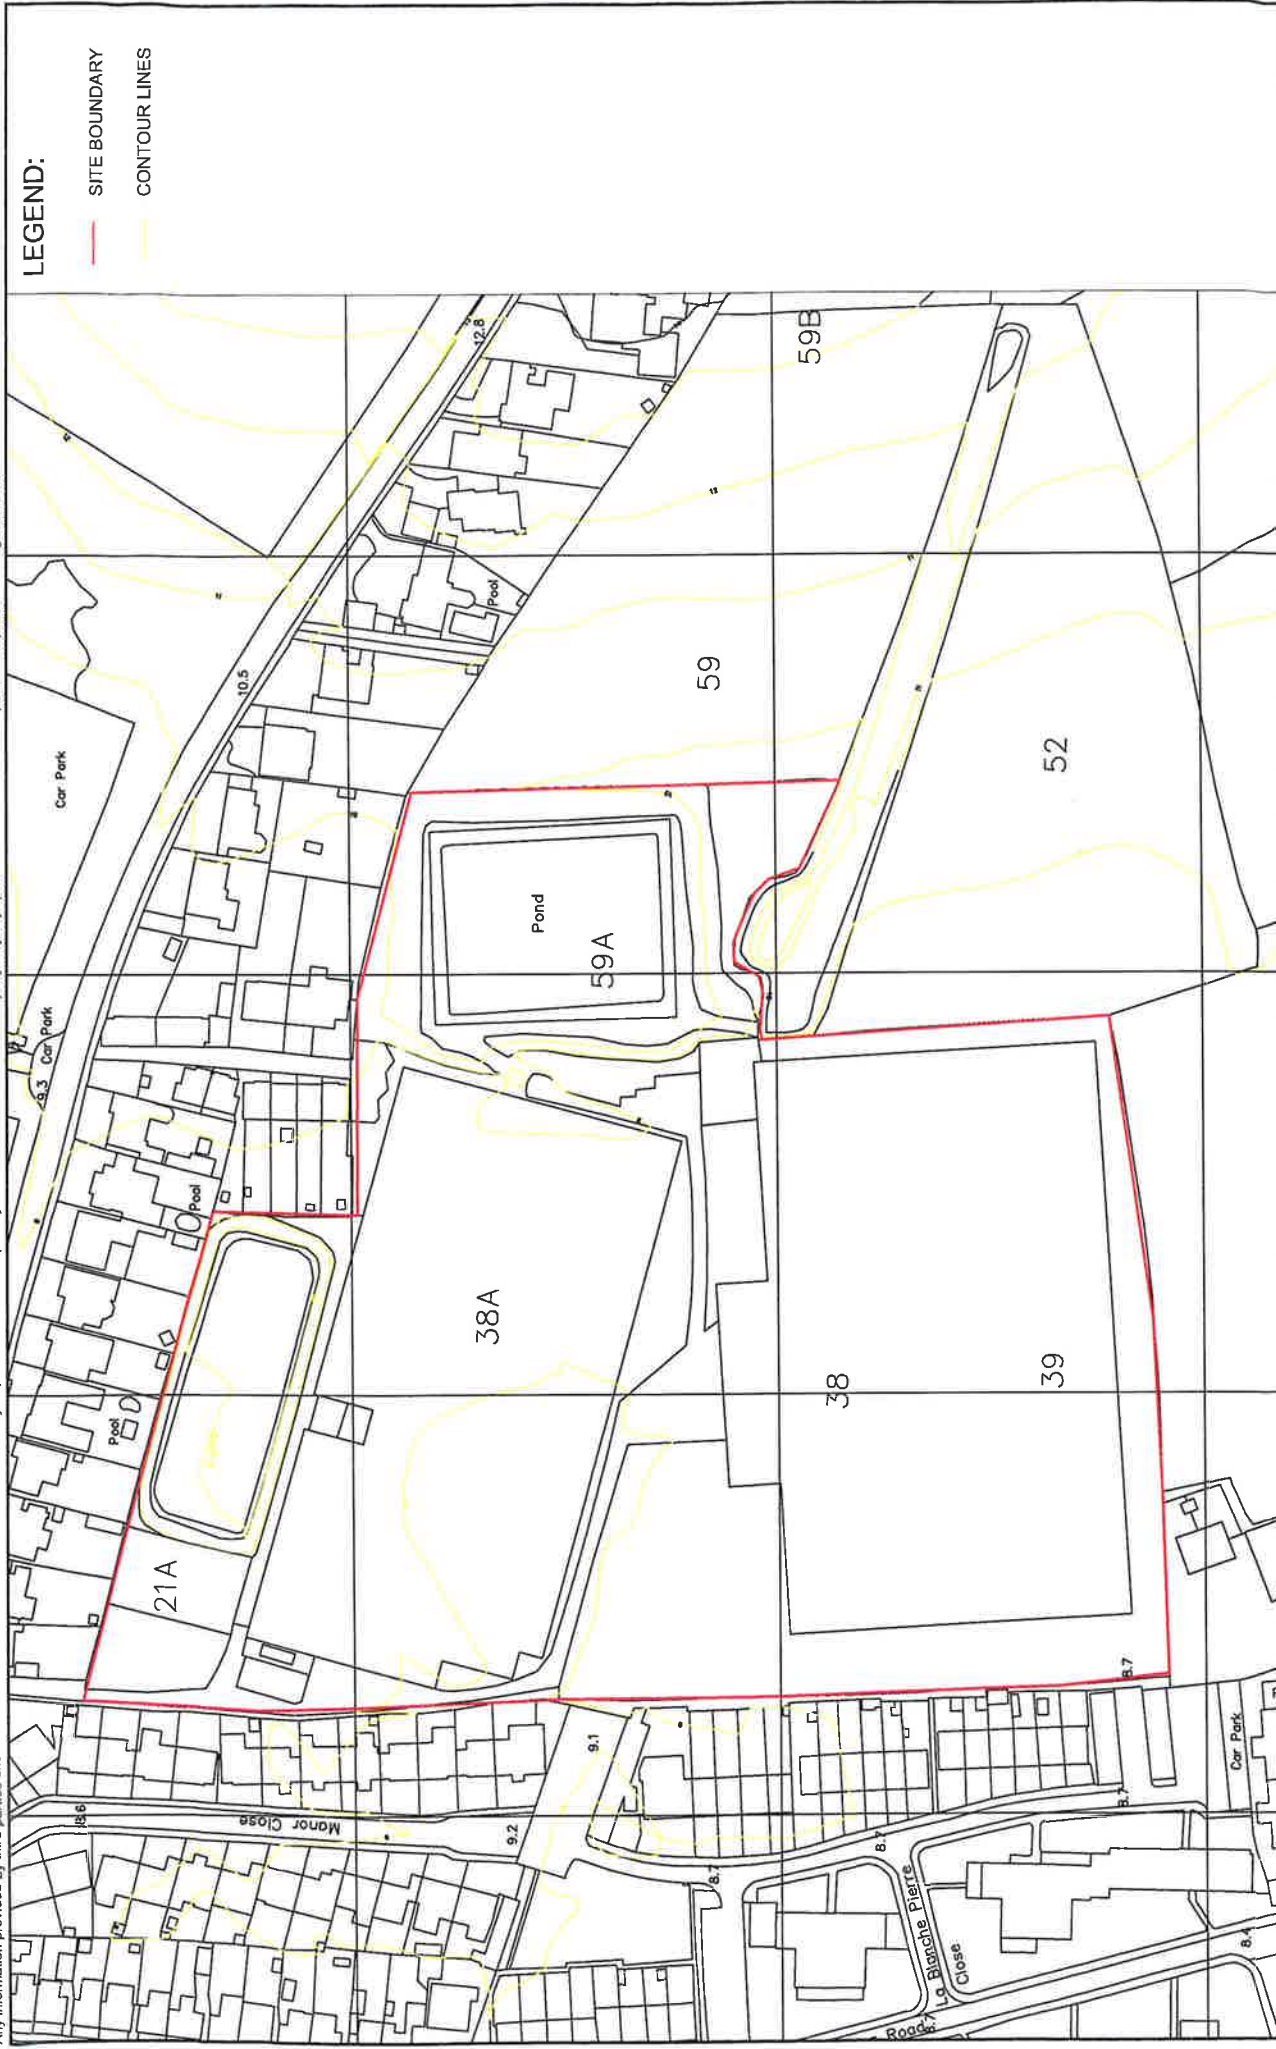 LEGEND:
SITE BOUNDARY
CONTOUR LINES
Car Park
Car Park
9.3
10.5
12.8
Pool
Pool
Pool
59B
59
52
Pond
59A
38A
38
39
21A
8.6
Manor Close
9.2
9.1
8.7
8.7
8.7
8.7
La Blanche Pierre
Close
Road
8.7
8.4
Car Park